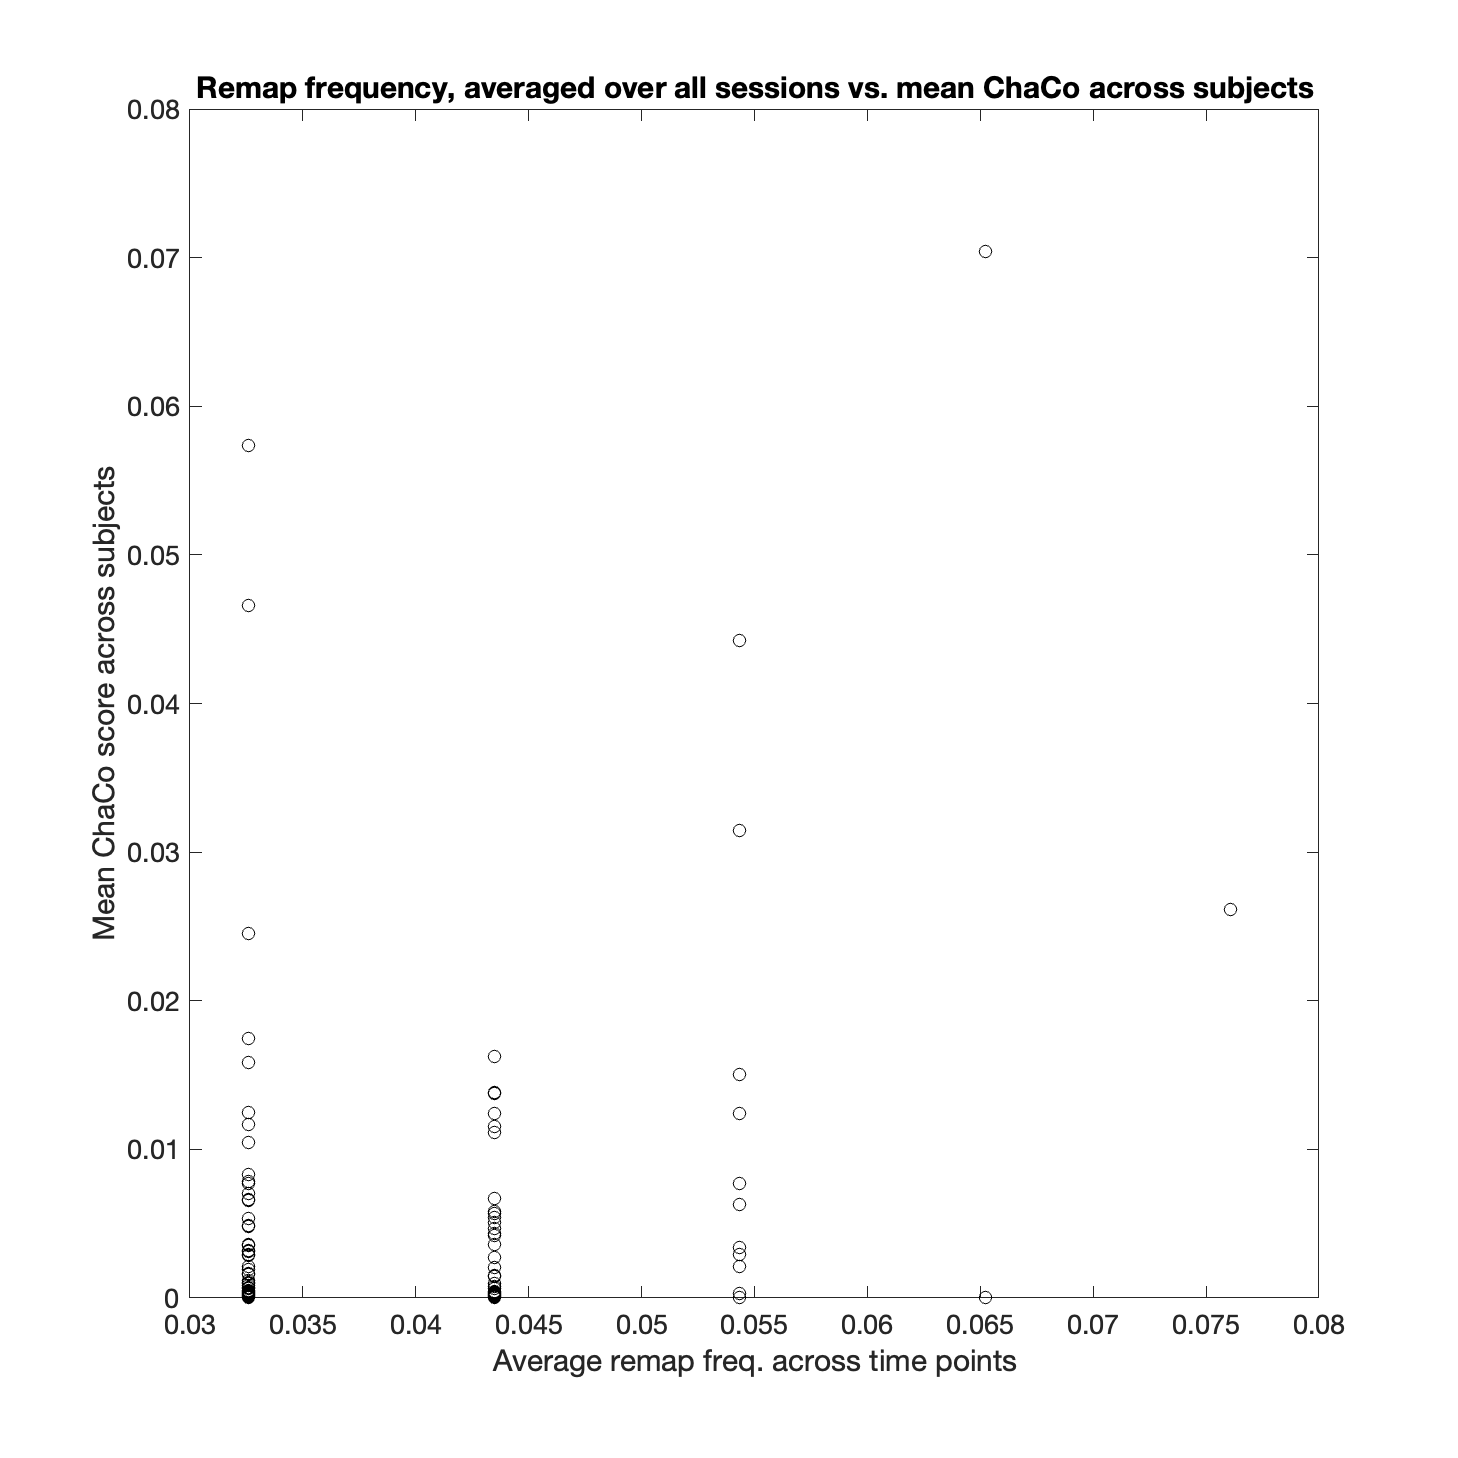 Remap frequency, averaged over all sessions vs. mean ChaCo across subjects
0.08
0.07
0.06
0.05
0.04
0.03
0.02
0.01
0
Mean ChaCo score across subjects
0.03 0.035 0.04 0.045 0.05 0.055 0.06 0.065 0.07 0.075 0.08
Average remap freq. across time points